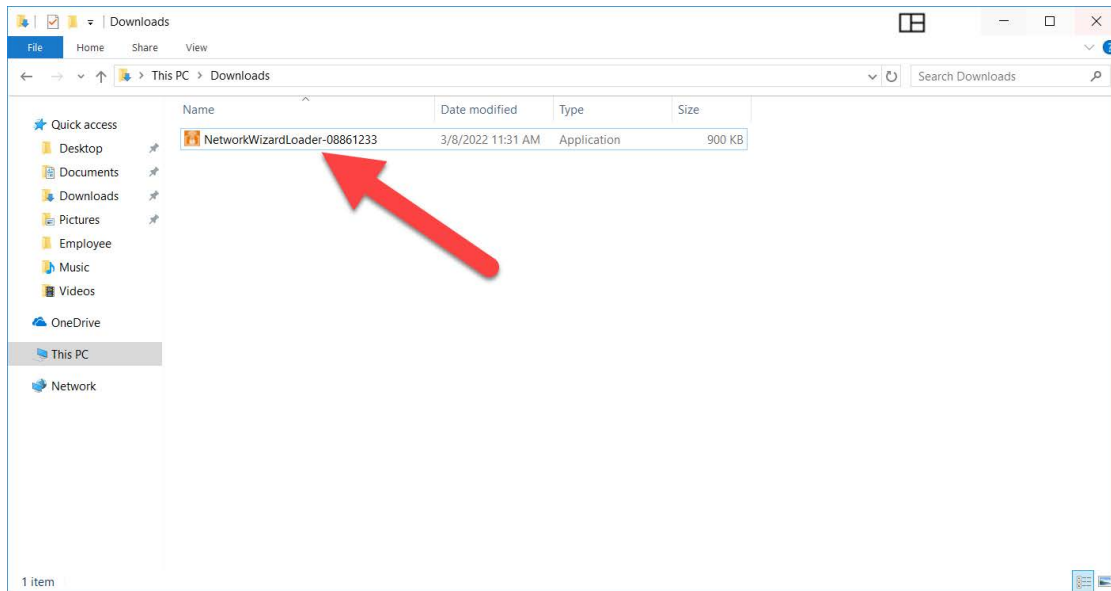 Downloads
File Home Share View
This PC > Downloads
Search Downloads
Name Date modified Type Size
Quick access
NetworkWizardLoader-08861233 3/8/2022 11:31 AM Application 900 KB
Desktop
Documents
Downloads
Pictures
Employee
Music
Videos
OneDrive
This PC
Network
1 item